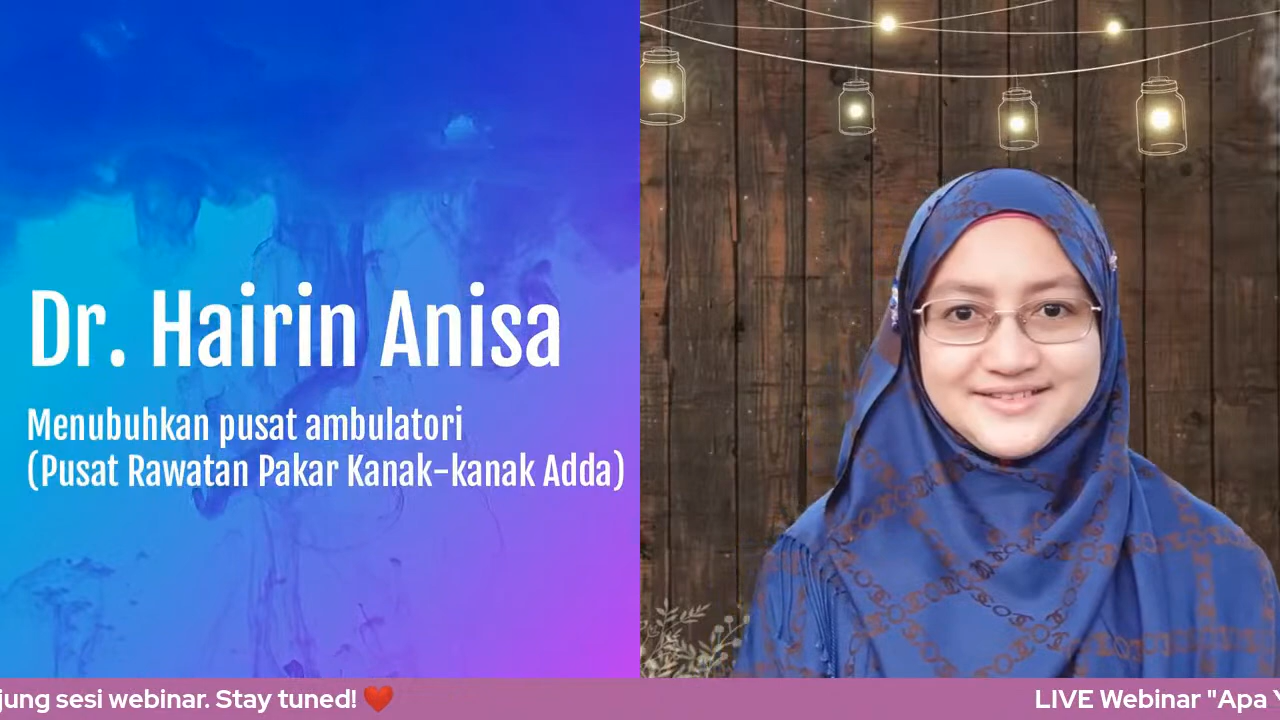 Dr. Hairin Anisa
Menubuhkan pusat ambulatori
(Pusat Rawatan Pakar Kanak-kanak Adda)
jung sesi webinar. Stay tuned! ❤️
LIVE Webinar "Apa Y